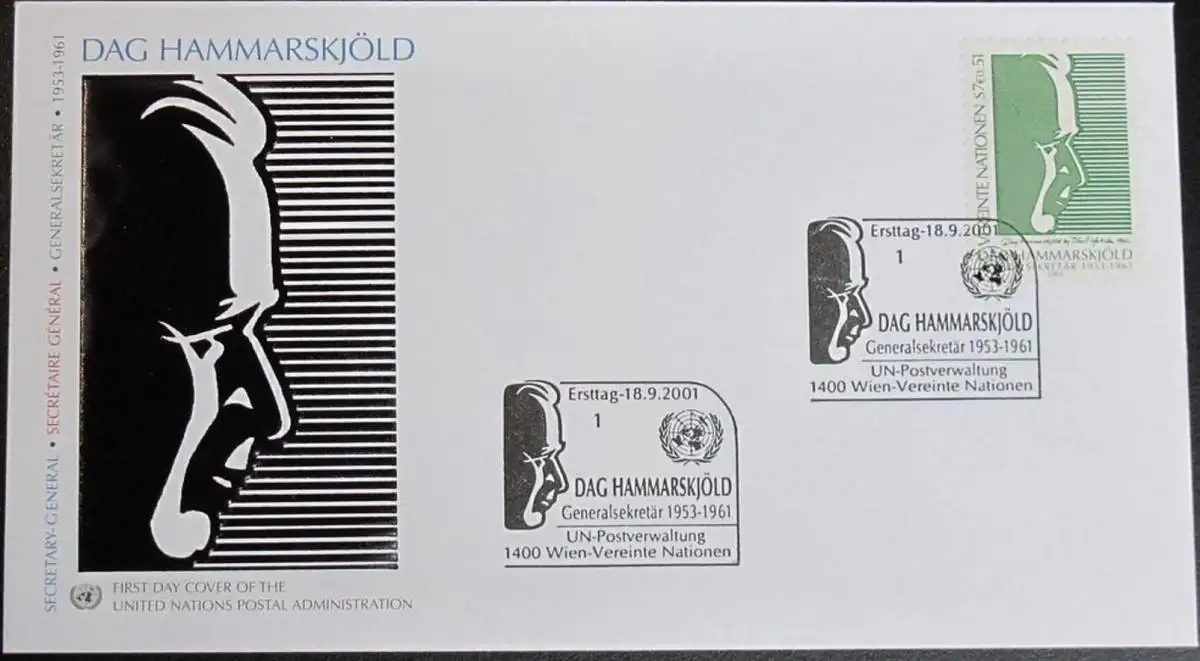 DAG HAMMARSKJÖLD
SECRETARY-GENERAL • SECRÉTAIRE GÉNÉRAL • GENERALSEKRETÄR • 1953-1961
FIRST DAY COVER OF THE
UNITED NATIONS POSTAL ADMINISTRATION
Ersttag-18.9.2001
1
DAG HAMMARSKJÖLD
Generalsekretär 1953-1961
UN-Postverwaltung
1400 Wien-Vereinte Nationen
VEREINTE NATIONEN S7 €0.51
HAMMARSKJÖLD
1953-1961
Ersttag-18.9.2001
1
DAG HAMMARSKJÖLD
Generalsekretär 1953-1961
UN-Postverwaltung
1400 Wien-Vereinte Nationen